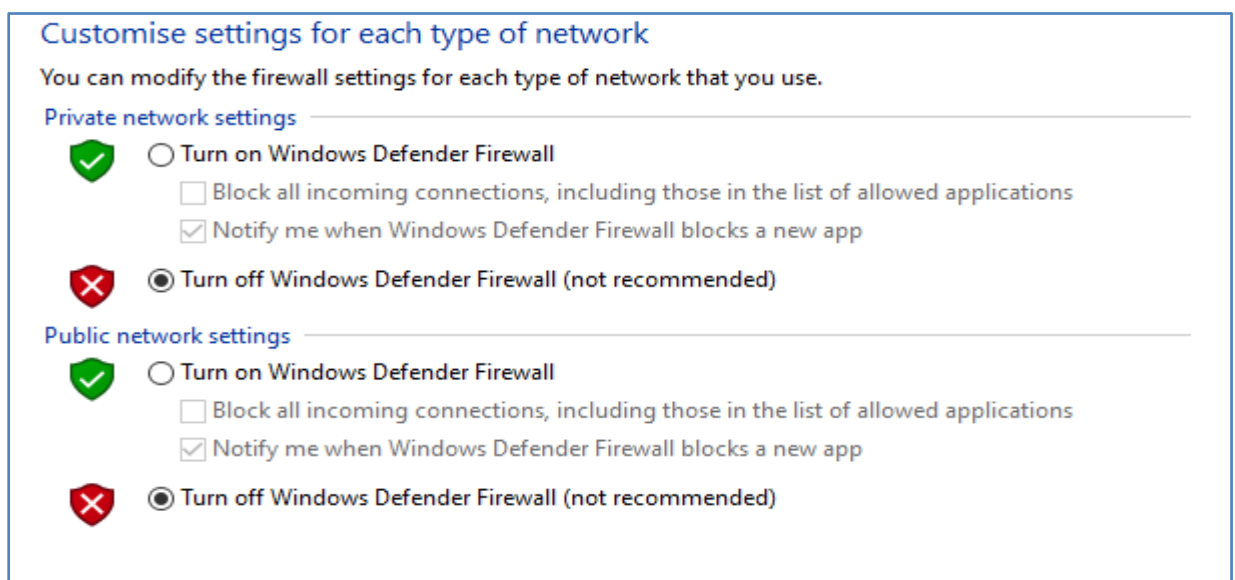 Customise settings for each type of network
You can modify the firewall settings for each type of network that you use.
Private network settings
Turn on Windows Defender Firewall
Block all incoming connections, including those in the list of allowed applications
Notify me when Windows Defender Firewall blocks a new app
Turn off Windows Defender Firewall (not recommended)
Public network settings
Turn on Windows Defender Firewall
Block all incoming connections, including those in the list of allowed applications
Notify me when Windows Defender Firewall blocks a new app
Turn off Windows Defender Firewall (not recommended)